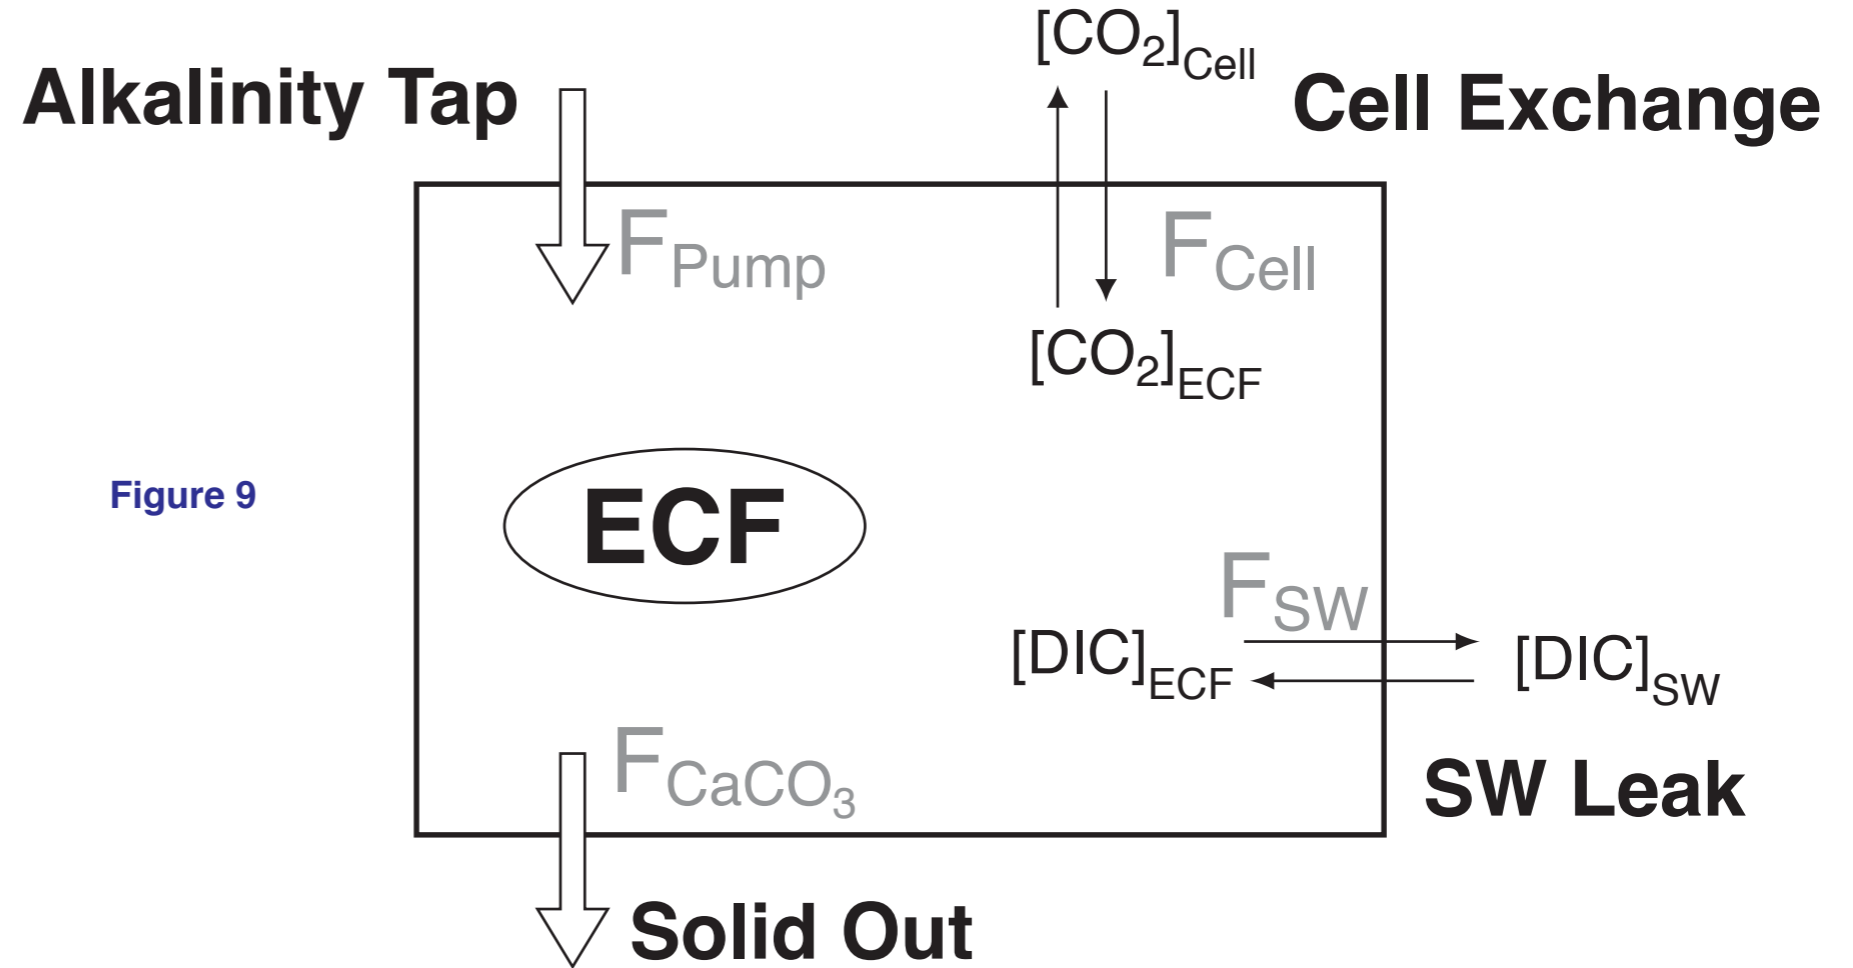 [CO₂]Cell
Alkalinity Tap
Cell Exchange
FPump
FCell
[CO₂]ECF
Figure 9
ECF
FSW
[DIC]ECF
[DIC]SW
SW Leak
FCaCO₃
Solid Out